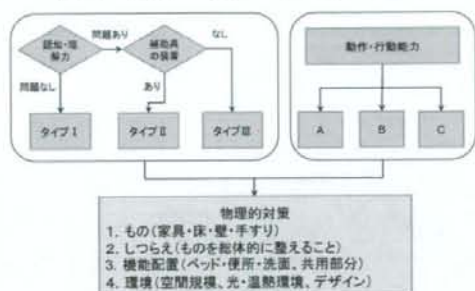 認知・理
解力
問題あり
補助具
の装着
なし
問題なし
あり
タイプⅠ
タイプⅡ
タイプⅢ
動作・行動能力
A
B
C
物理的対策
1. もの(家具・床・壁・手すり)
2. しつらえ(ものを総体的に整えること)
3. 機能配置(ベッド・便所・洗面、共用部分)
4. 環境(空間規模、光・温熱環境、デザイン)